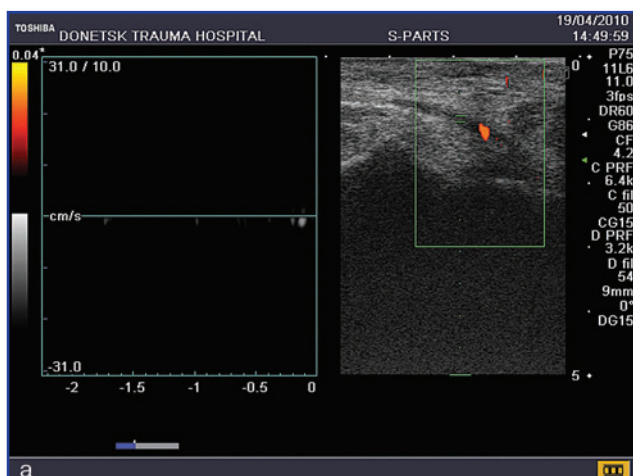 19/04/2010
TOSHIBA DONETSK TRAUMA HOSPITAL S-PARTS 14:49:59
0.04*
31.0 / 10.0
cm/s
-31.0
-2 -1.5 -1 -0.5 0
0
5
P75
11L6
11.0
3fps
DR60
G86
CF
4.2
C PRF
6.4k
C fil
50
CG15
D PRF
3.2k
D fil
54
9mm
0°
DG15
a